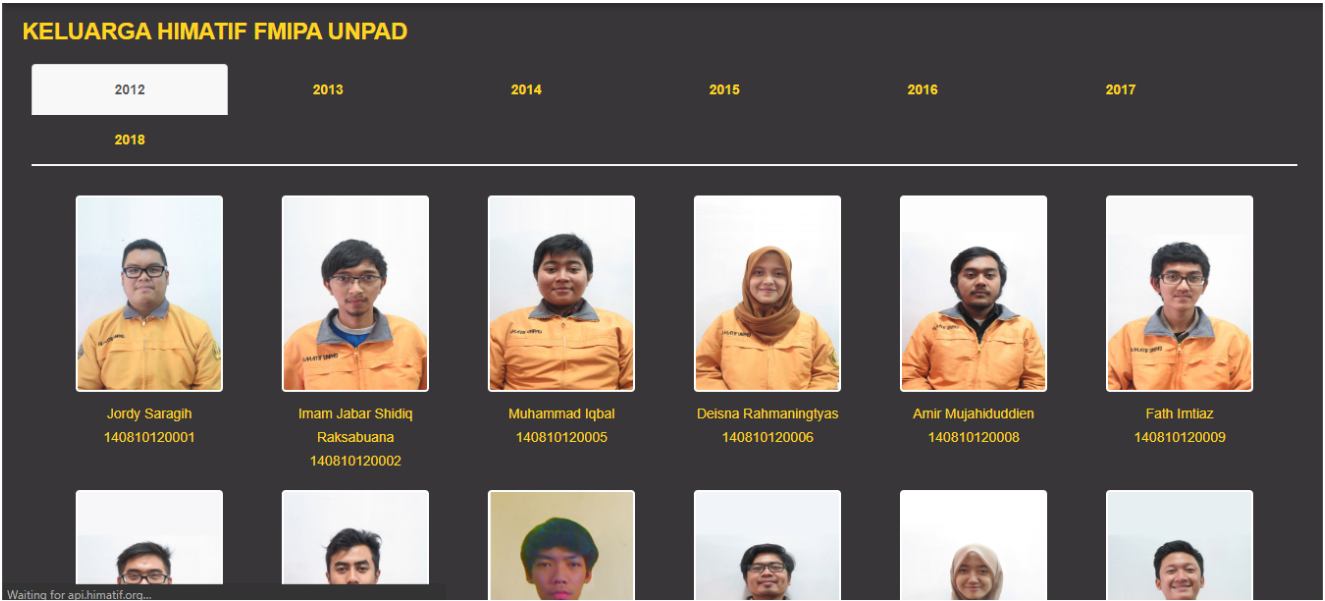 KELUARGA HIMATIF FMIPA UNPAD
2012
2013
2014
2015
2016
2017
2018
Jordy Saragih
140810120001
Imam Jabar Shidiq
Raksabuana
140810120002
Muhammad Iqbal
140810120005
Deisna Rahmaningtyas
140810120006
Amir Mujahiduddien
140810120008
Fath Imtiaz
140810120009
Waiting for api.himatif.org...